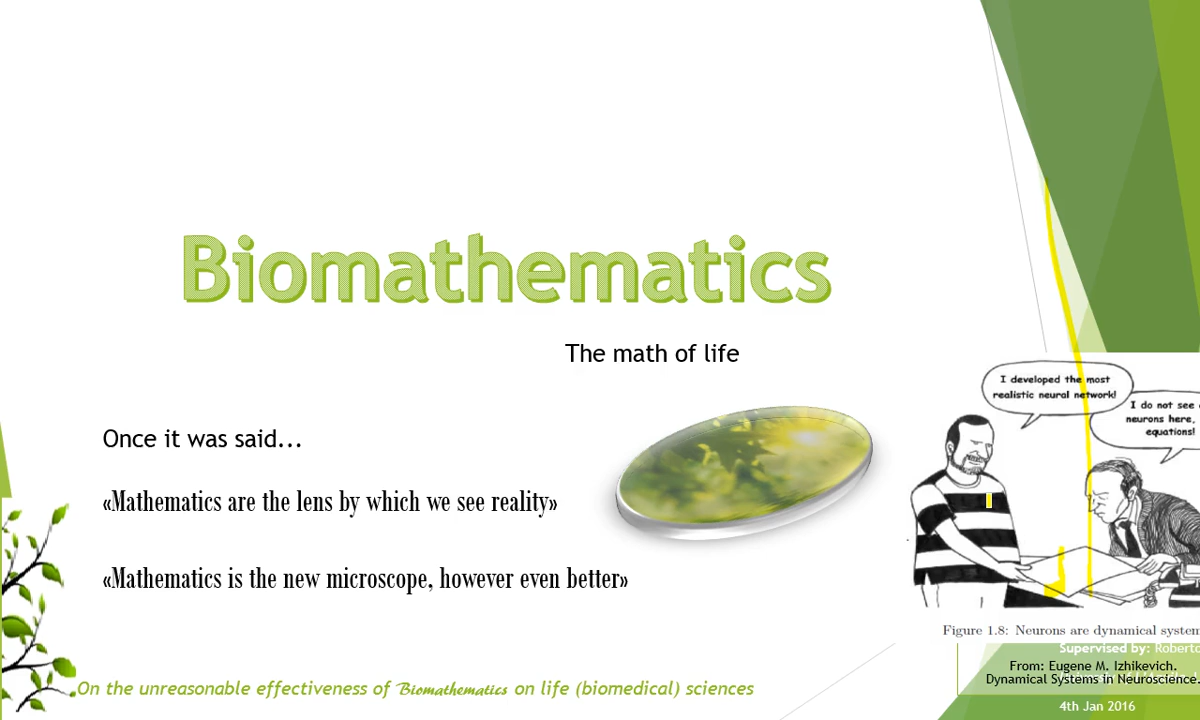 Biomathematics
The math of life
Once it was said...
«Mathematics are the lens by which we see reality»
«Mathematics is the new microscope, however even better»
On the unreasonable effectiveness of Biomathematics on life (biomedical) sciences
I developed the most
realistic neural network!
I do not see
neurons here,
equations!
Figure 1.8: Neurons are dynamical system
Supervised by: Roberto
From: Eugene M. Izhikevich.
Dynamical Systems in Neuroscience.
4th Jan 2016